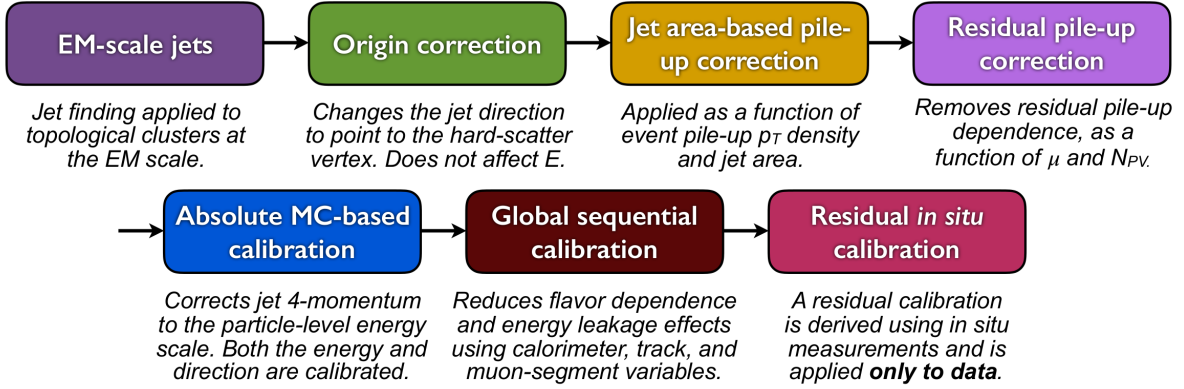 EM-scale jets
Jet finding applied to
topological clusters at
the EM scale.
Origin correction
Changes the jet direction
to point to the hard-scatter
vertex. Does not affect E.
Jet area-based pile-
up correction
Applied as a function of
event pile-up pT density
and jet area.
Residual pile-up
correction
Removes residual pile-up
dependence, as a
function of μ and NPV.
Absolute MC-based
calibration
Corrects jet 4-momentum
to the particle-level energy
scale. Both the energy and
direction are calibrated.
Global sequential
calibration
Reduces flavor dependence
and energy leakage effects
using calorimeter, track, and
muon-segment variables.
Residual in situ
calibration
A residual calibration
is derived using in situ
measurements and is
applied only to data.